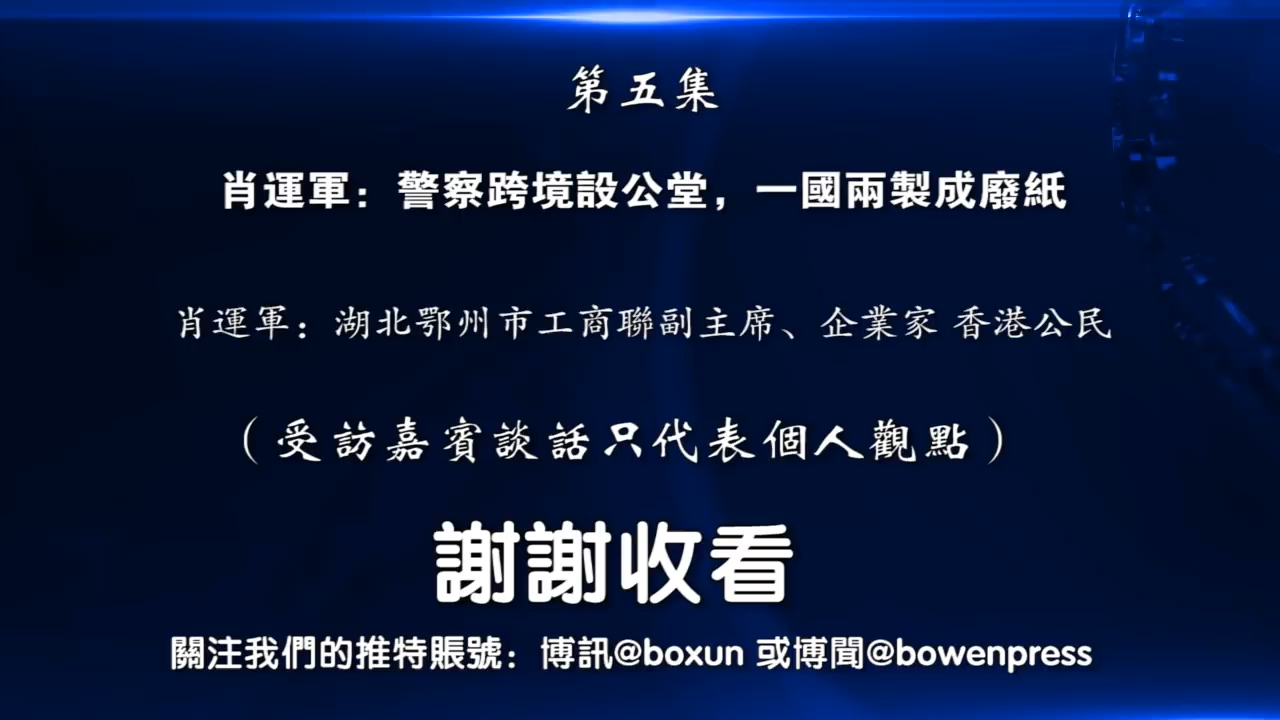 第五集
肖運軍：警察跨境設公堂，一國兩製成廢紙
肖運軍：湖北鄂州市工商聯副主席、企業家 香港公民
（受訪嘉賓談話只代表個人觀點）
謝謝收看
關注我們的推特賬號：博訊@boxun 或博聞@bowenpress